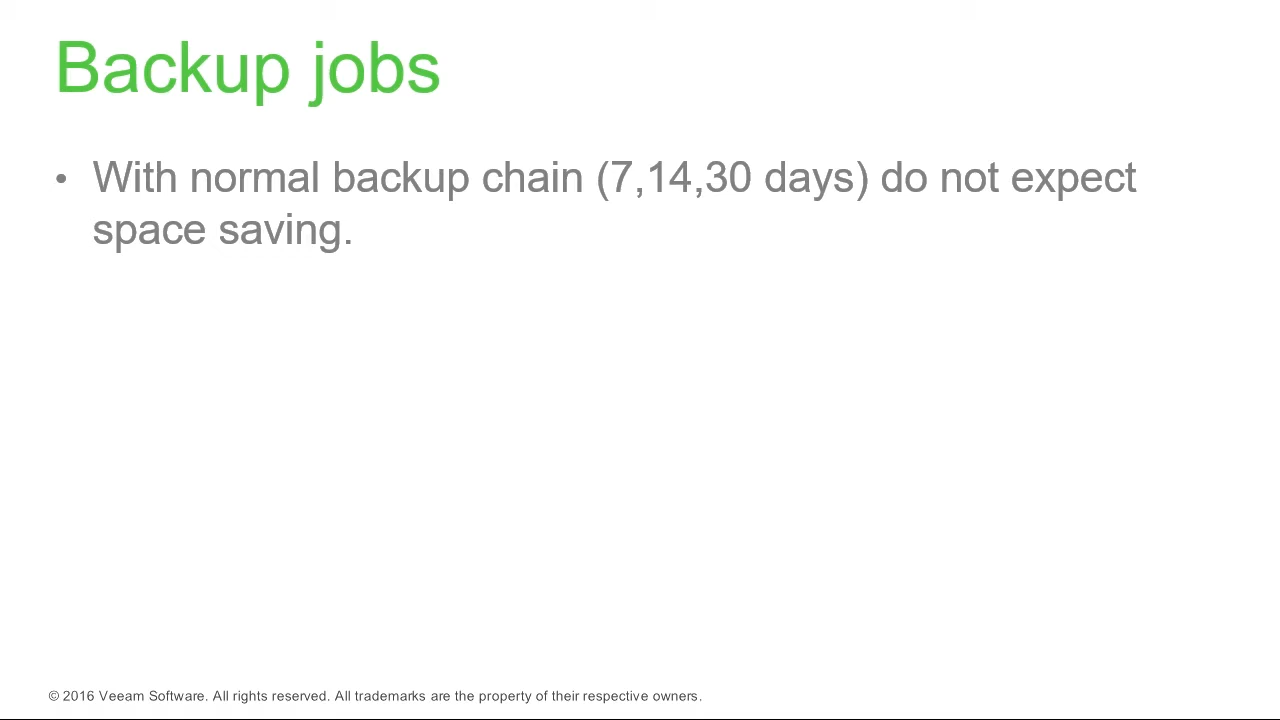 Backup jobs
• With normal backup chain (7,14,30 days) do not expect
space saving.
© 2016 Veeam Software. All rights reserved. All trademarks are the property of their respective owners.